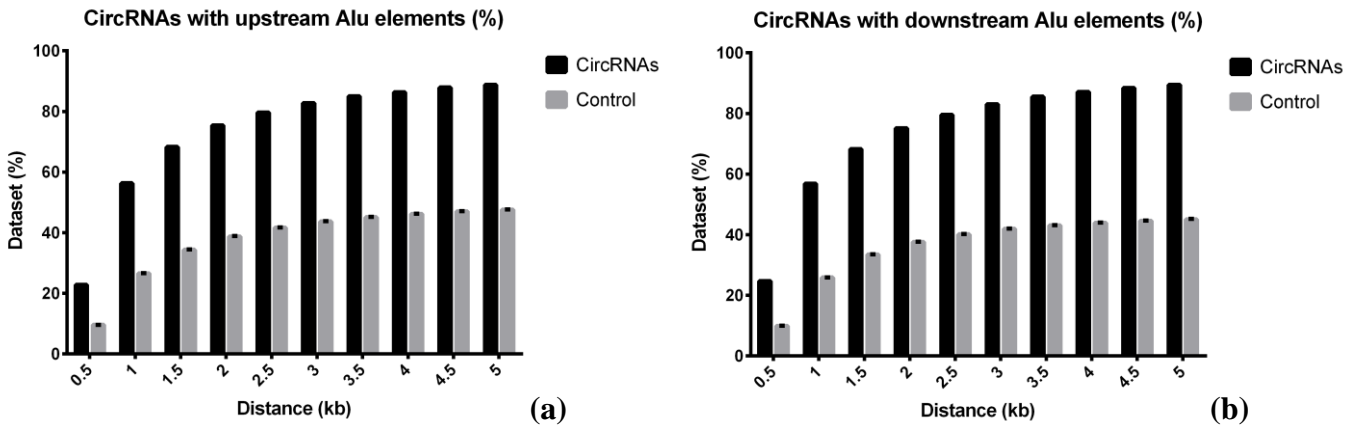 CircRNAs with upstream Alu elements (%)
Dataset (%)
100
80
60
40
20
0
0.5
1
1.5
2
2.5
3
3.5
4
4.5
5
Distance (kb)
CircRNAs
Control
(a)
CircRNAs with downstream Alu elements (%)
Dataset (%)
100
80
60
40
20
0
0.5
1
1.5
2
2.5
3
3.5
4
4.5
5
Distance (kb)
CircRNAs
Control
(b)